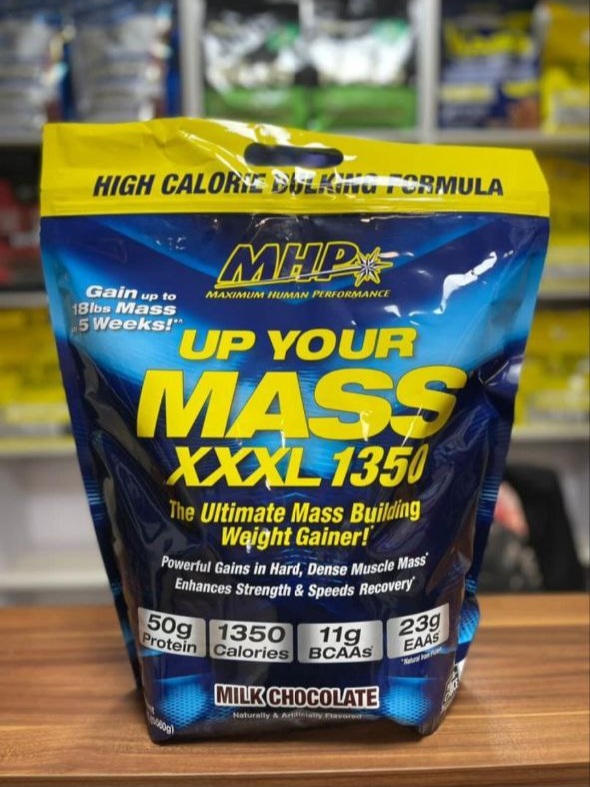 HIGH CALORIE BULKING FORMULA
MHP
MAXIMUM HUMAN PERFORMANCE
Gain up to
18lbs Mass
5 Weeks!*
UP YOUR
MASS
XXXL 1350
The Ultimate Mass Building
Weight Gainer!*
Powerful Gains in Hard, Dense Muscle Mass*
Enhances Strength & Speeds Recovery*
50g
Protein
1350
Calories
11g
BCAAs*
23g
EAAs*
MILK CHOCOLATE
Naturally & Artificially Flavored